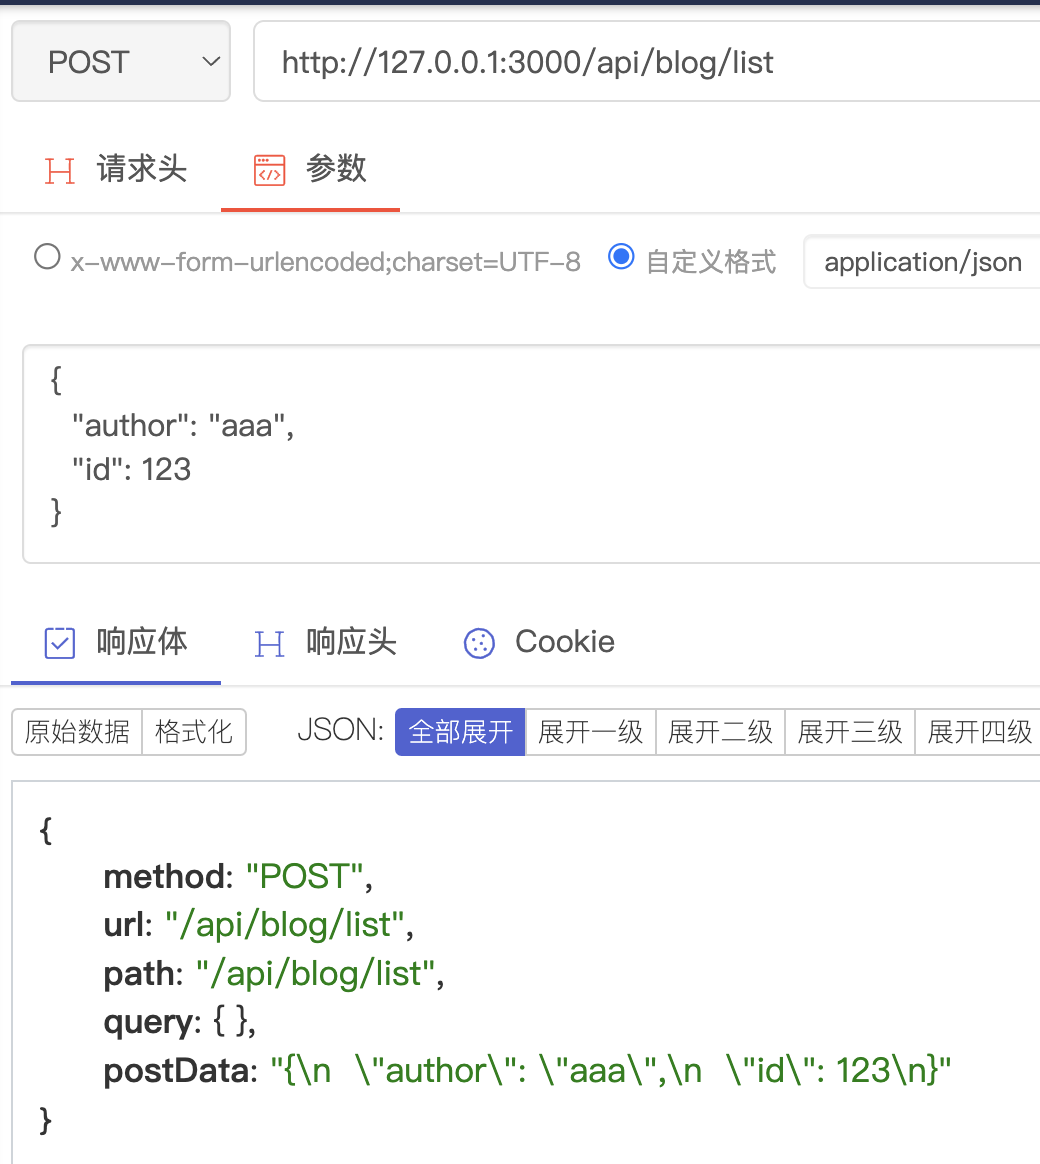 POST http://127.0.0.1:3000/api/blog/list
请求头 参数
x-www-form-urlencoded;charset=UTF-8 自定义格式 application/json
{
"author": "aaa",
"id": 123
}
响应体 响应头 Cookie
原始数据 格式化 JSON: 全部展开 展开一级 展开二级 展开三级 展开四级
{
method: "POST",
url: "/api/blog/list",
path: "/api/blog/list",
query: { },
postData: "{\n \"author\": \"aaa\",\n \"id\": 123\n}"
}